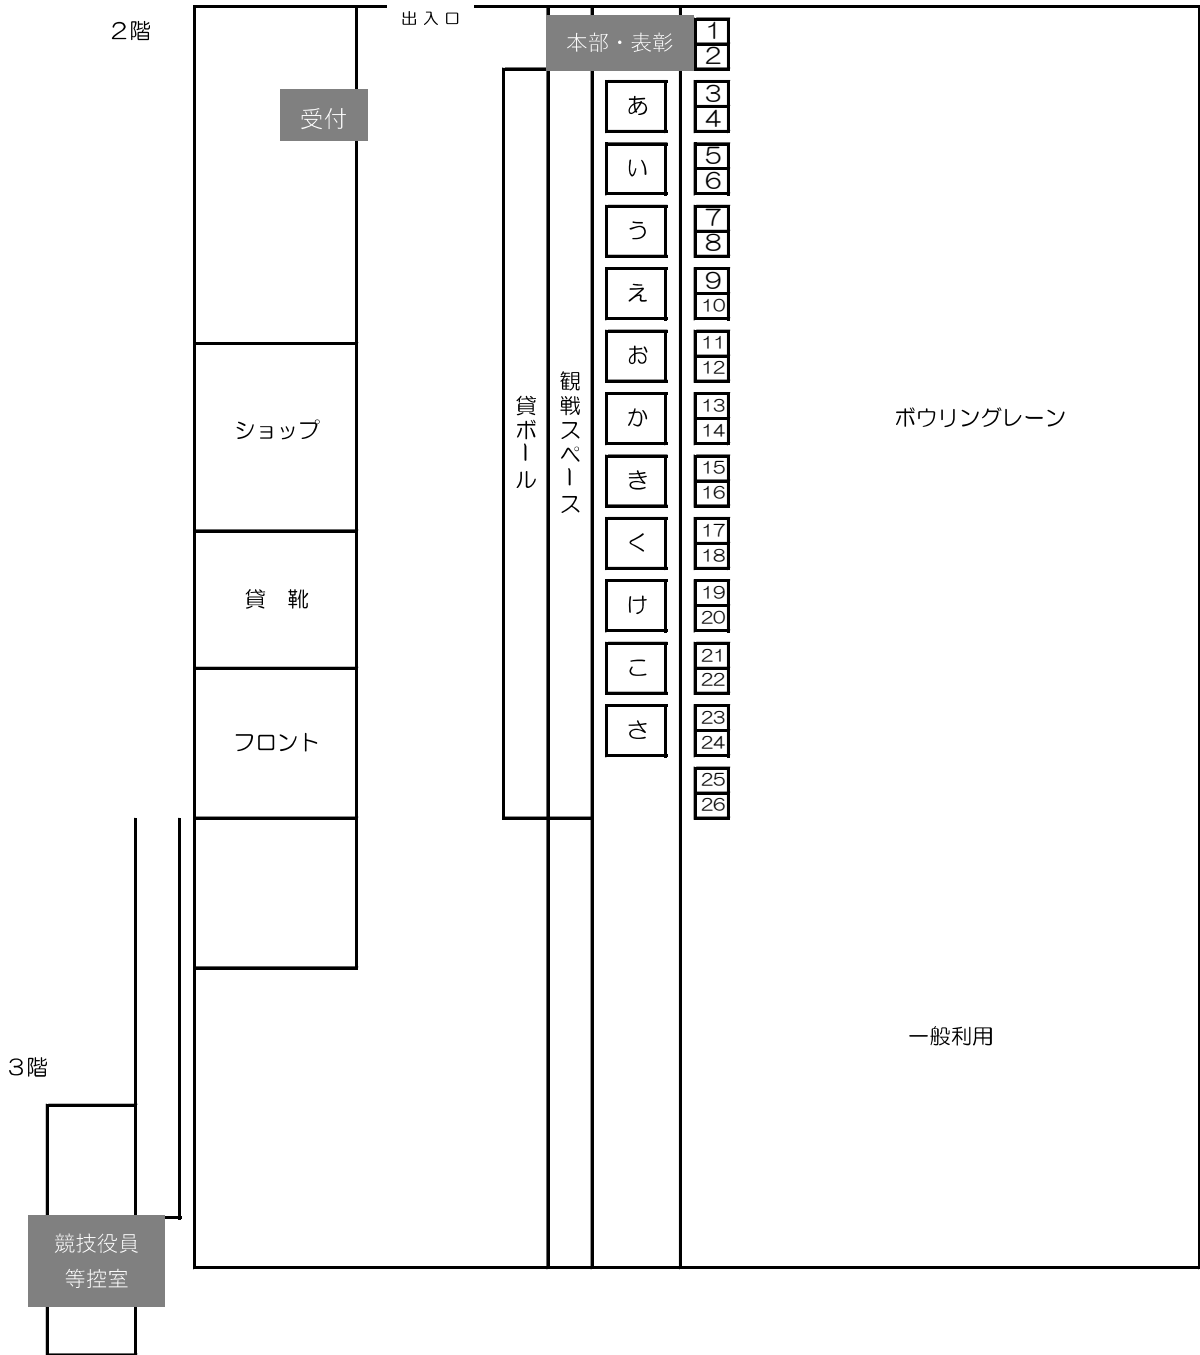 ２階
出入口
本部・表彰
受付
1
2
あ
3
4
い
5
6
う
7
8
え
9
10
お
11
12
か
13
14
き
15
16
く
17
18
け
19
20
こ
21
22
さ
23
24
25
26
貸ボール
観戦スペース
ボウリングレーン
ショップ
貸　靴
フロント
一般利用
３階
競技役員
等控室